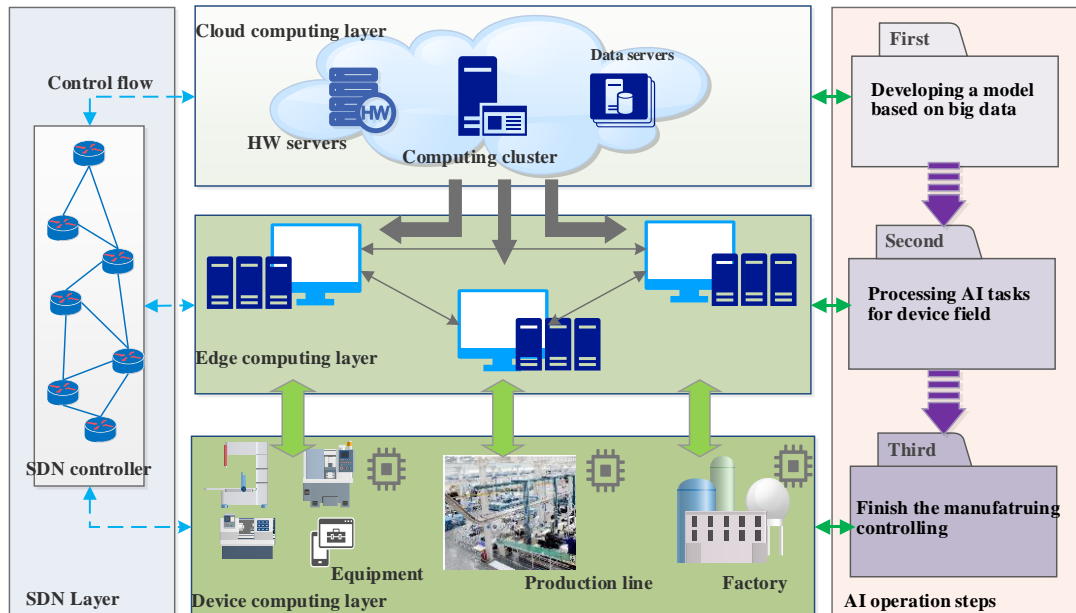 Control flow
SDN controller
SDN Layer
Cloud computing layer
HW servers
HW
Computing cluster
Data servers
Edge computing layer
Equipment
Production line
Factory
Device computing layer
First
Developing a model
based on big data
Second
Processing AI tasks
for device field
Third
Finish the manufatruing
controlling
AI operation steps